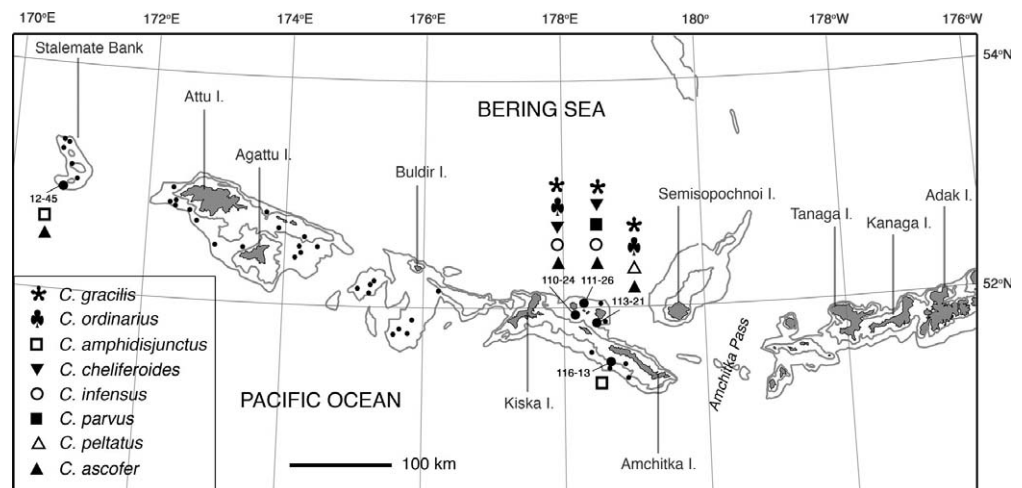 170°E 172°E 174°E 176°E 178°E 180° 178°W 176°W
Stalemate Bank
54°N
Attu I.
BERING SEA
Agattu I.
Buldir I.
Semisopochnoi I.
Adak I.
Kanaga I.
Tanaga I.
12-45
110-24
111-26
113-21
52°N
C. gracilis
C. ordinarius
C. amphidisjunctus
C. cheliferoides
C. infensus
C. parvus
C. peltatus
C. ascofer
116-13
Amchitka Pass
PACIFIC OCEAN
Kiska I.
Amchitka I.
100 km